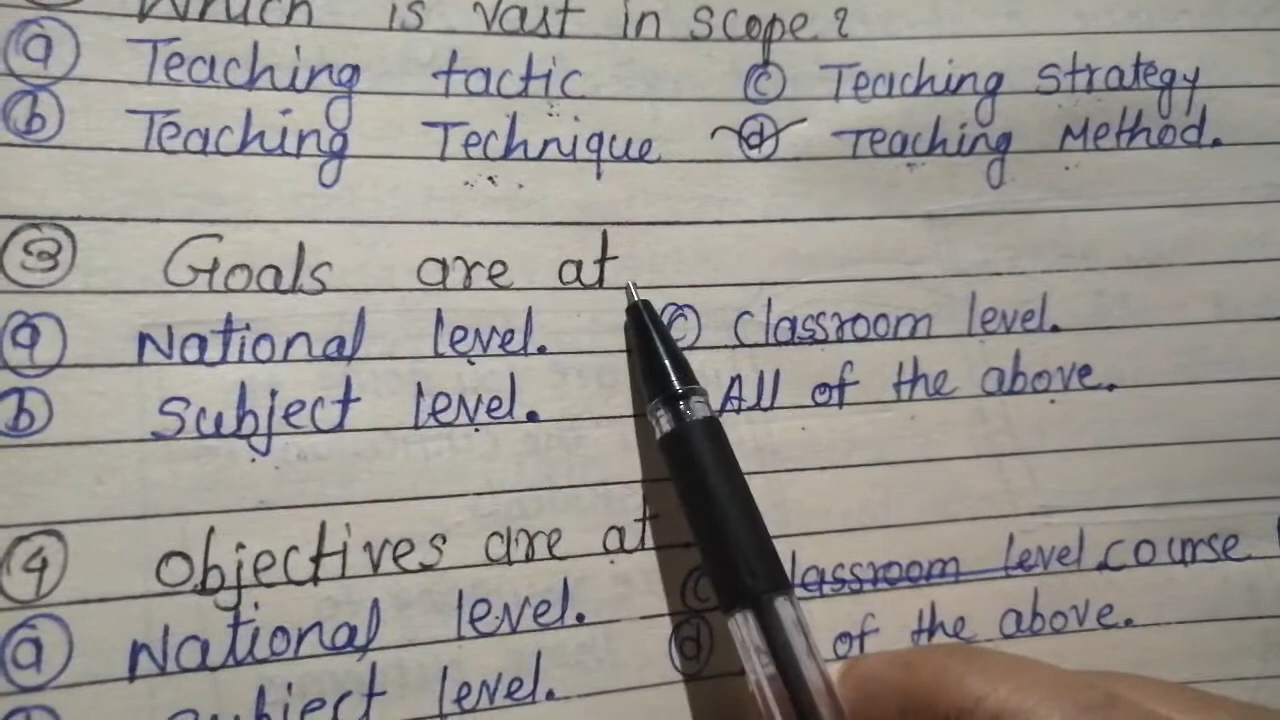 Which is vast in scope?
ⓐ Teaching tactic ⓒ Teaching Strategy
ⓑ Teaching Technique ⓓ Teaching Method.
③ Goals are at
ⓐ National level. ⓒ Classroom level.
ⓑ Subject level. All of the above.
④ Objectives are at
ⓐ National level. ⓒ lassroom level course
ⓓ of the above.
level.